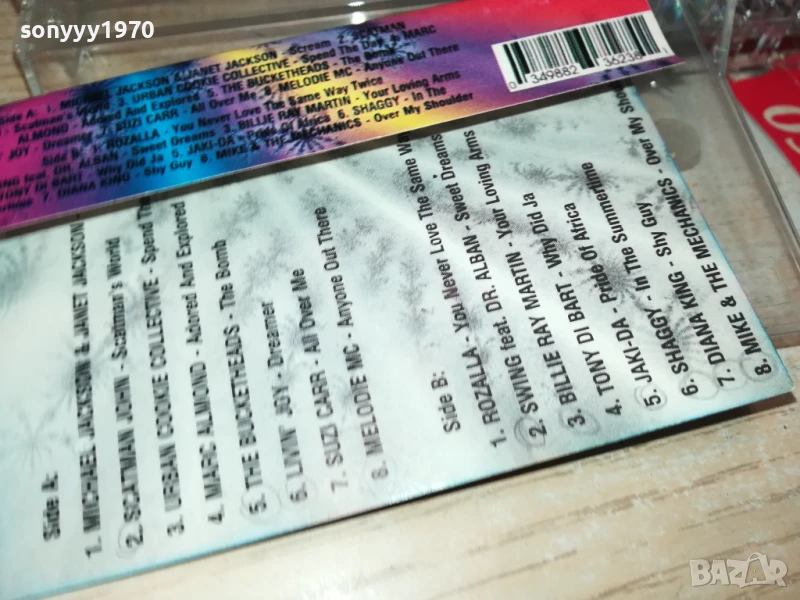 sonyyy1970
Side A: 1. MICHAEL JACKSON & JANET JACKSON - Scream 2. SCATMAN
- Scatman's World 3. URBAN COOKIE COLLECTIVE - Spend The Day 4. MARC
ALMOND - Adored And Explored 5. THE BUCKETHEADS - The Bomb
JOY - Dreamer 7. SUZI CARR - All Over Me 8. MELODIE MC - Anyone Out There
Side B: 1. ROZALLA - You Never Love The Same Way Twice
feat. DR. ALBAN - Sweet Dreams 3. BILLIE RAY MARTIN - Your Loving Arms
TONY DI BART - Why Did Ja 5. JAKI-DA - Pride Of Africa 6. SHAGGY - In The
7. DIANA KING - Shy Guy 8. MIKE & THE MECHANICS - Over My Shoulder
0 349882 36238
Side A:
1. MICHAEL JACKSON & JANET JACKSON
2. SCATMAN JOHN - Scatman's World
3. URBAN COOKIE COLLECTIVE - Spend The
4. MARC ALMOND - Adored And Explored
5. THE BUCKETHEADS - The Bomb
6. LIVIN' JOY - Dreamer
7. SUZI CARR - All Over Me
8. MELODIE MC - Anyone Out There
Side B:
1. ROZALLA - You Never Love The Same Way
2. SWING feat. DR. ALBAN - Sweet Dreams
3. BILLIE RAY MARTIN - Your Loving Arms
4. TONY DI BART - Why Did Ja
5. JAKI-DA - Pride Of Africa
6. SHAGGY - In The Summertime
7. DIANA KING - Shy Guy
8. MIKE & THE MECHANICS - Over My Shou
BAZAR